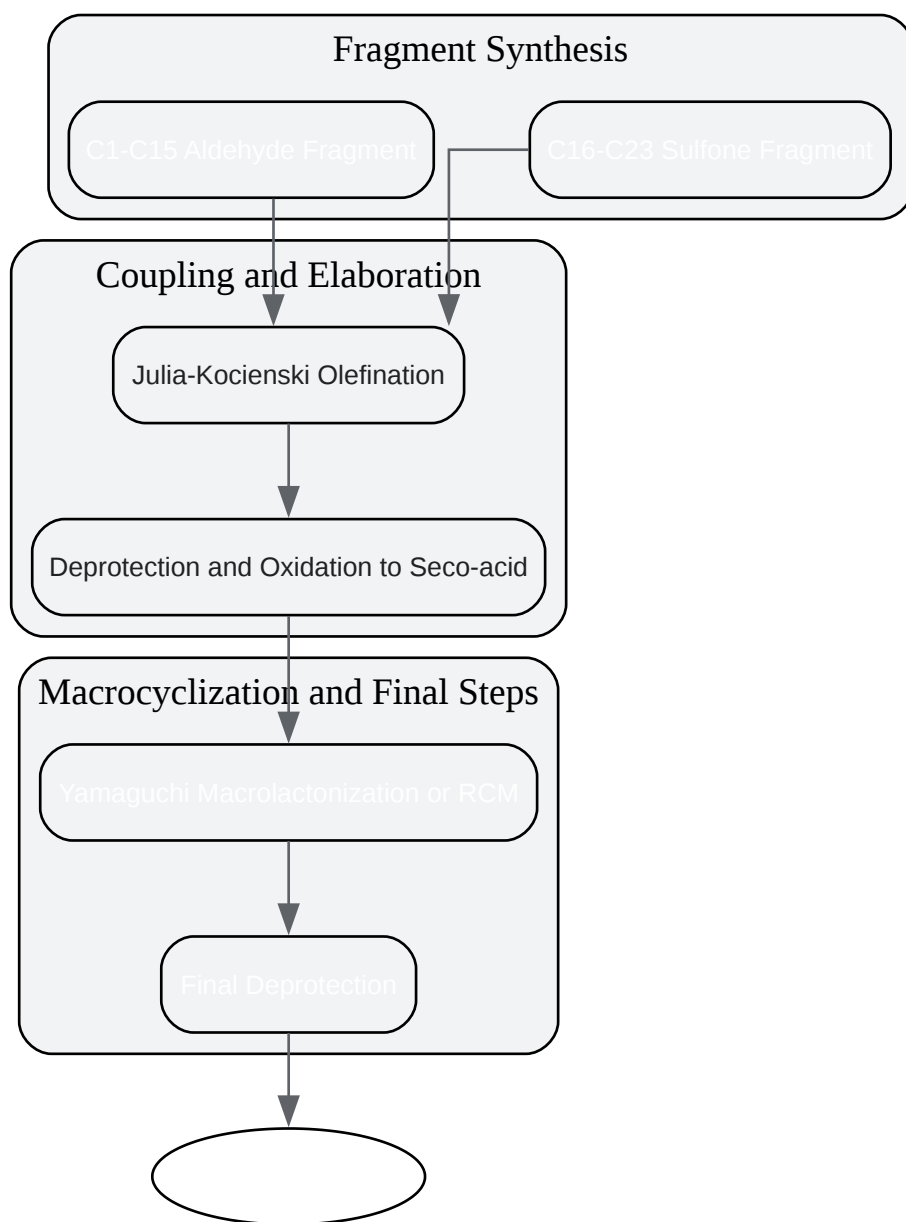 Fragment Synthesis
C1-C15 Aldehyde Fragment
C16-C23 Sulfone Fragment
Coupling and Elaboration
Julia-Kocienski Olefination
Deprotection and Oxidation to Seco-acid
Macrocyclization and Final Steps
Yamaguchi Macrolactonization or RCM
Final Deprotection